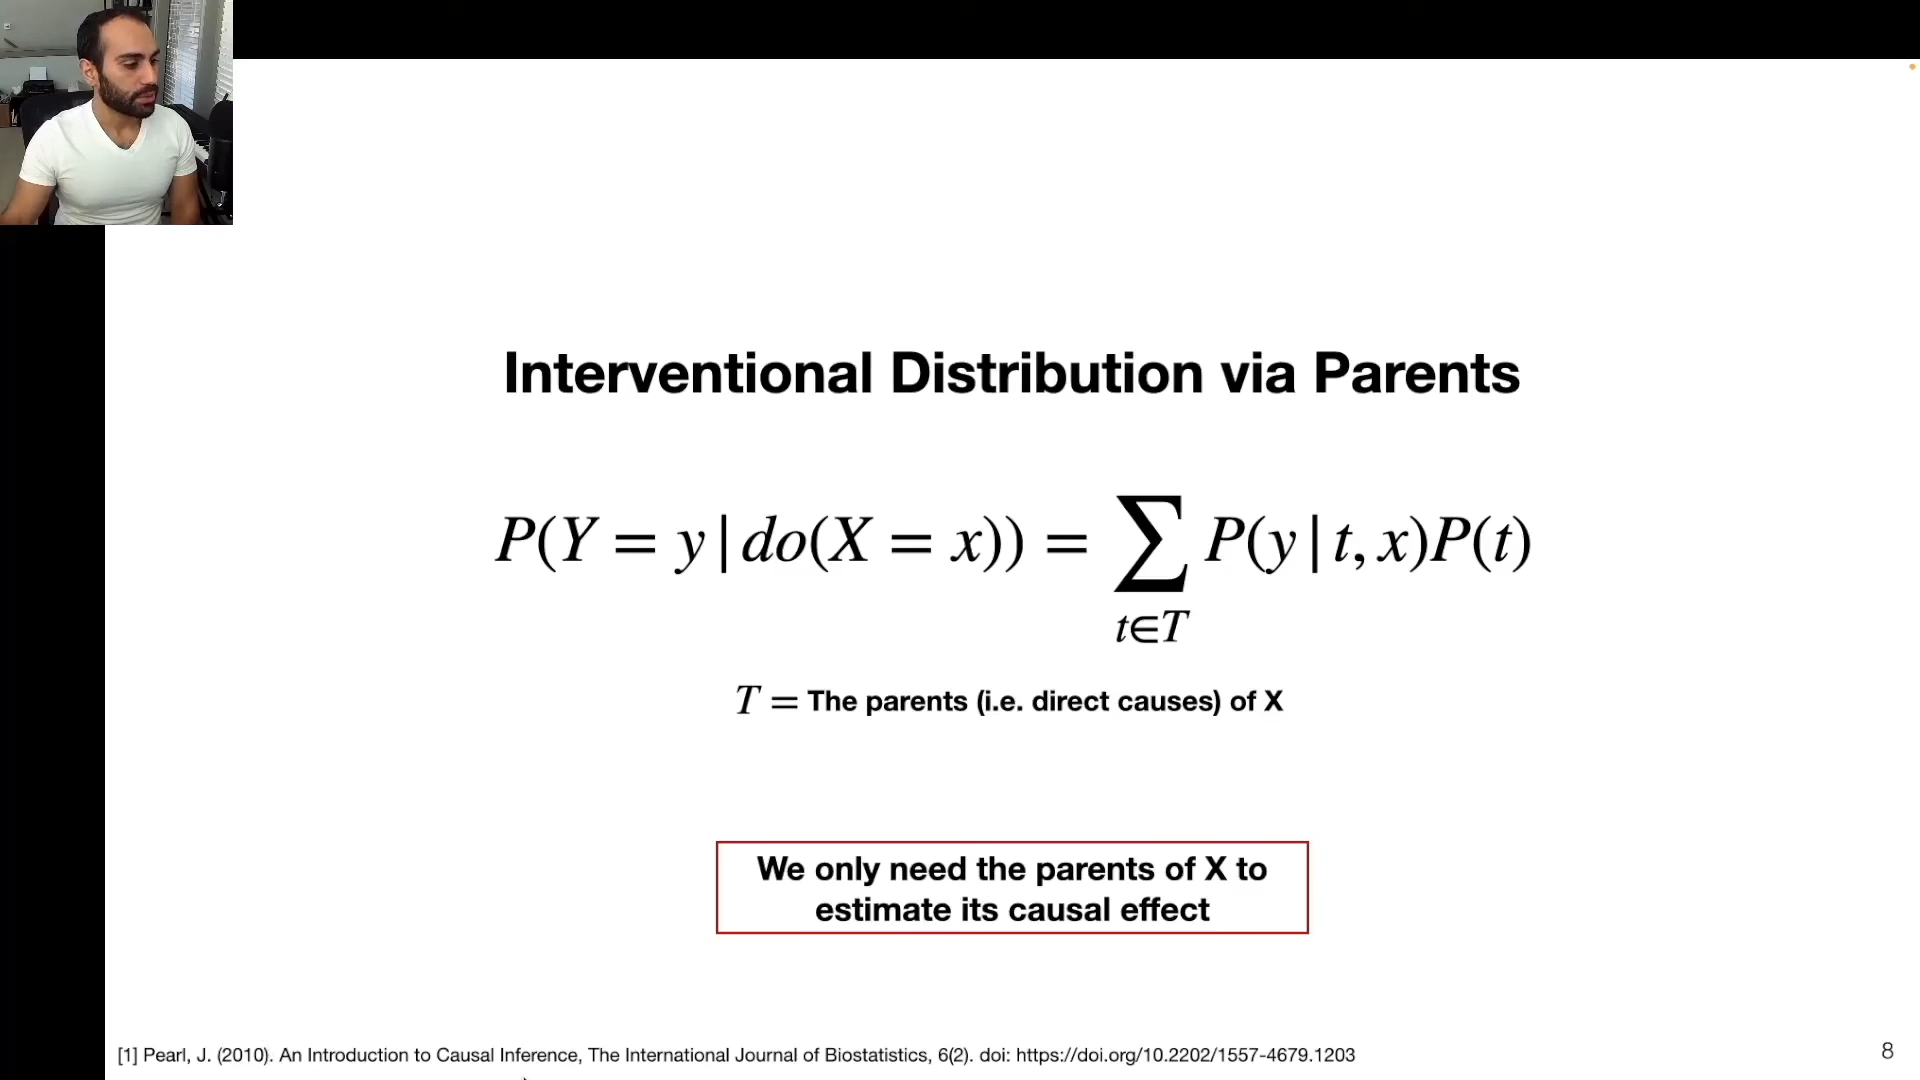 Interventional Distribution via Parents
P(Y = y | do(X = x)) = ∑ P(y | t, x)P(t)
t∈T
T = The parents (i.e. direct causes) of X
We only need the parents of X to
estimate its causal effect
[1] Pearl, J. (2010). An Introduction to Causal Inference, The International Journal of Biostatistics, 6(2). doi: https://doi.org/10.2202/1557-4679.1203
8